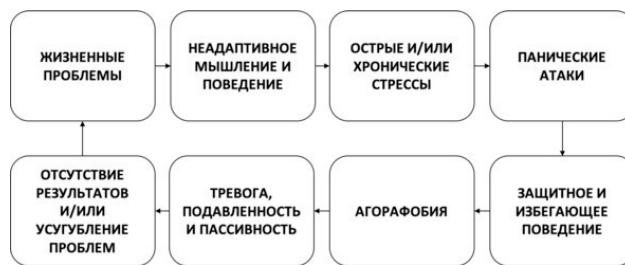 ЖИЗНЕННЫЕ
ПРОБЛЕМЫ
НЕАДАПТИВНОЕ
МЫШЛЕНИЕ И
ПОВЕДЕНИЕ
ОСТРЫЕ И/ИЛИ
ХРОНИЧЕСКИЕ
СТРЕССЫ
ПАНИЧЕСКИЕ
АТАКИ
ОТСУТСТВИЕ
РЕЗУЛЬТАТОВ
И/ИЛИ
УСУГУБЛЕНИЕ
ПРОБЛЕМ
ТРЕВОГА,
ПОДАВЛЕННОСТЬ
И ПАССИВНОСТЬ
АГОРАФОБИЯ
ЗАЩИТНОЕ И
ИЗБЕГАЮЩЕЕ
ПОВЕДЕНИЕ